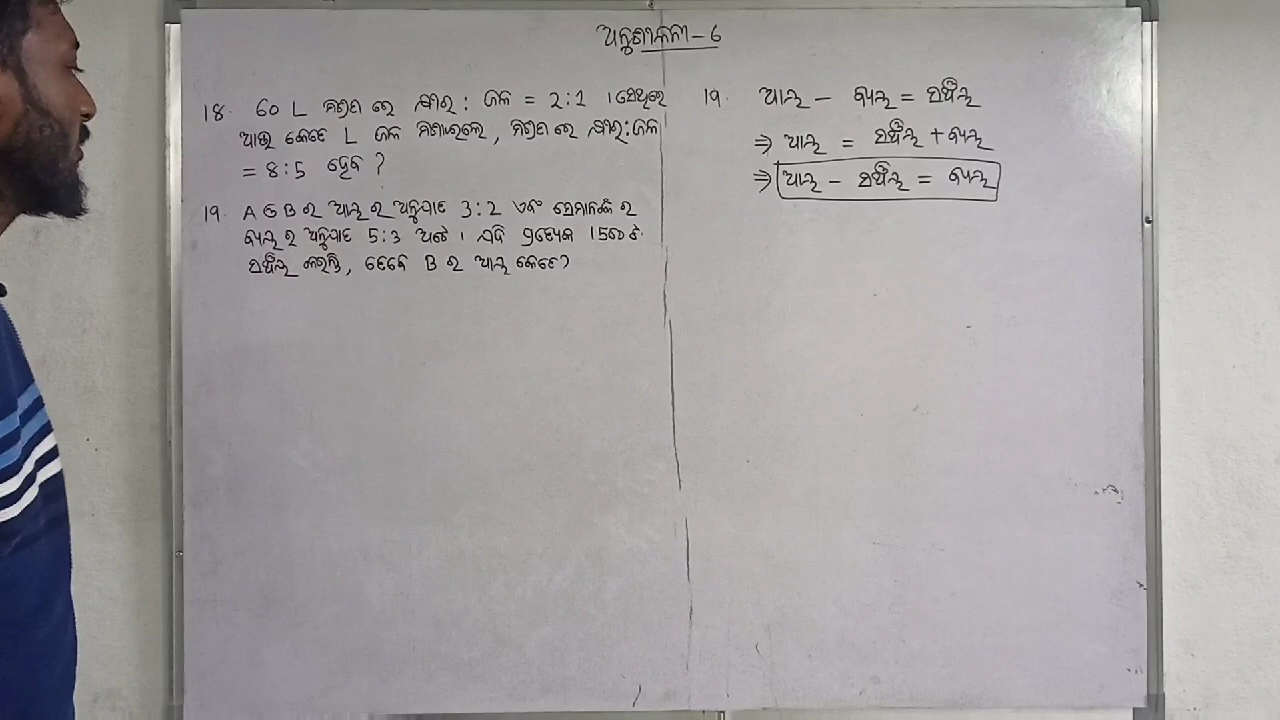 ଅନୁଶୀଳନୀ - ୬
18. 60 L ମିଶ୍ରଣ ରେ କ୍ଷୀର : ଜଳ = 2:1 । ସେଥିରେ
ଆଉ କେତେ L ଜଳ ମିଶାଇଲେ, ମିଶ୍ରଣ ରେ କ୍ଷୀର:ଜଳ
= 8:5 ହେବ ?
19. A ଓ B ର ଆୟ ର ଅନୁପାତ 3:2 ଏବଂ ସେମାନଙ୍କ ର
ବ୍ୟୟ ର ଅନୁପାତ 5:3 ଅଟେ । ଯଦି ପ୍ରତ୍ୟେକ 1500 ଟ.
ସଞ୍ଚୟ କରନ୍ତି, ତେବେ B ର ଆୟ କେତେ?
19. ଆୟ - ବ୍ୟୟ = ସଞ୍ଚୟ
⇒ ଆୟ = ସଞ୍ଚୟ + ବ୍ୟୟ
⇒ ଆୟ - ସଞ୍ଚୟ = ବ୍ୟୟ